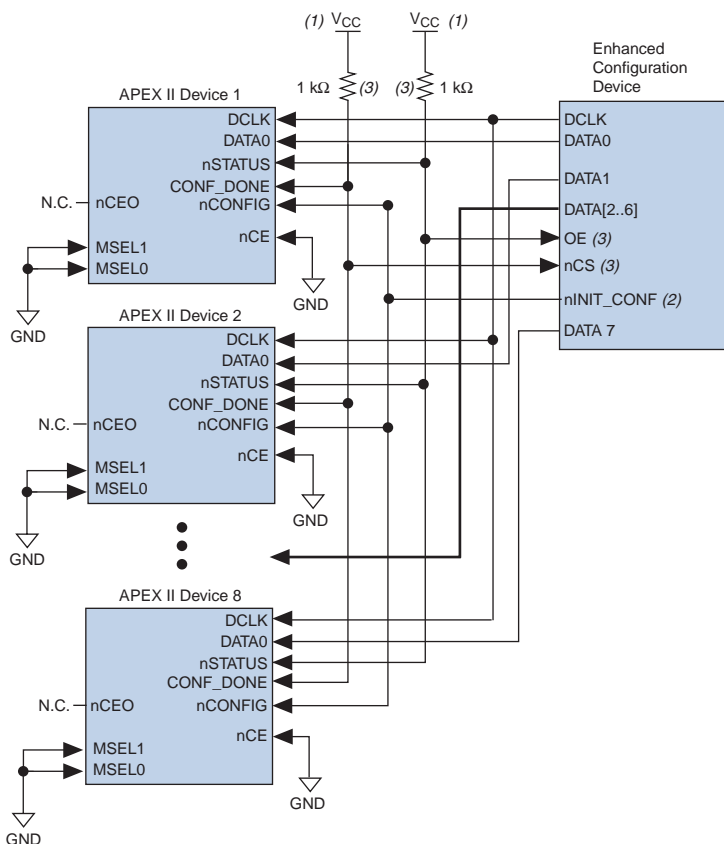 (1) VCC VCC (1)
1 kΩ (3) (3) 1 kΩ
Enhanced
Configuration
Device
DCLK
DATA0
DATA1
DATA[2..6]
OE (3)
nCS (3)
nINIT_CONF (2)
DATA 7
APEX II Device 1
DCLK
DATA0
nSTATUS
CONF_DONE
nCONFIG
N.C. nCEO
nCE
MSEL1
MSEL0
GND
GND
APEX II Device 2
DCLK
DATA0
nSTATUS
CONF_DONE
nCONFIG
N.C. nCEO
nCE
MSEL1
MSEL0
GND
GND
APEX II Device 8
DCLK
DATA0
nSTATUS
CONF_DONE
nCONFIG
N.C. nCEO
nCE
MSEL1
MSEL0
GND
GND